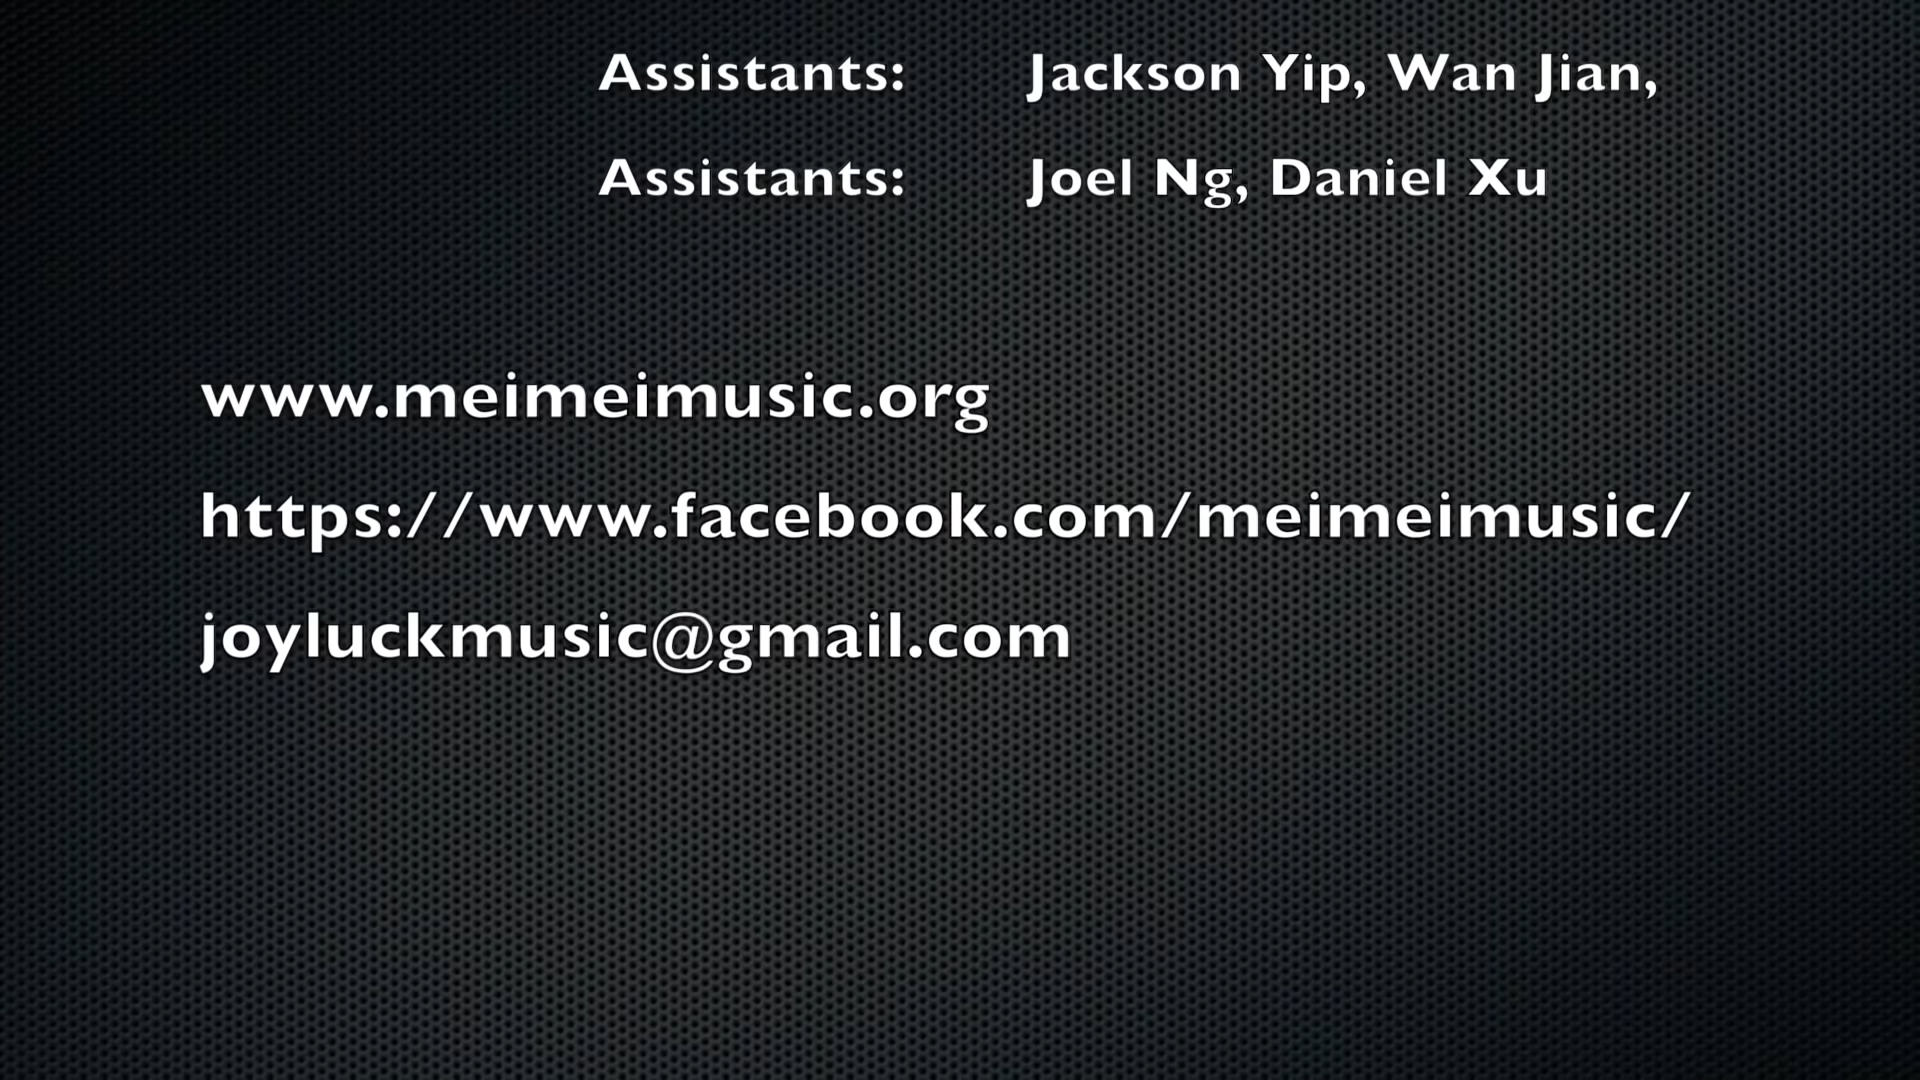 Assistants: Jackson Yip, Wan Jian,
Assistants: Joel Ng, Daniel Xu
www.meimeimusic.org
https://www.facebook.com/meimeimusic/
joyluckmusic@gmail.com